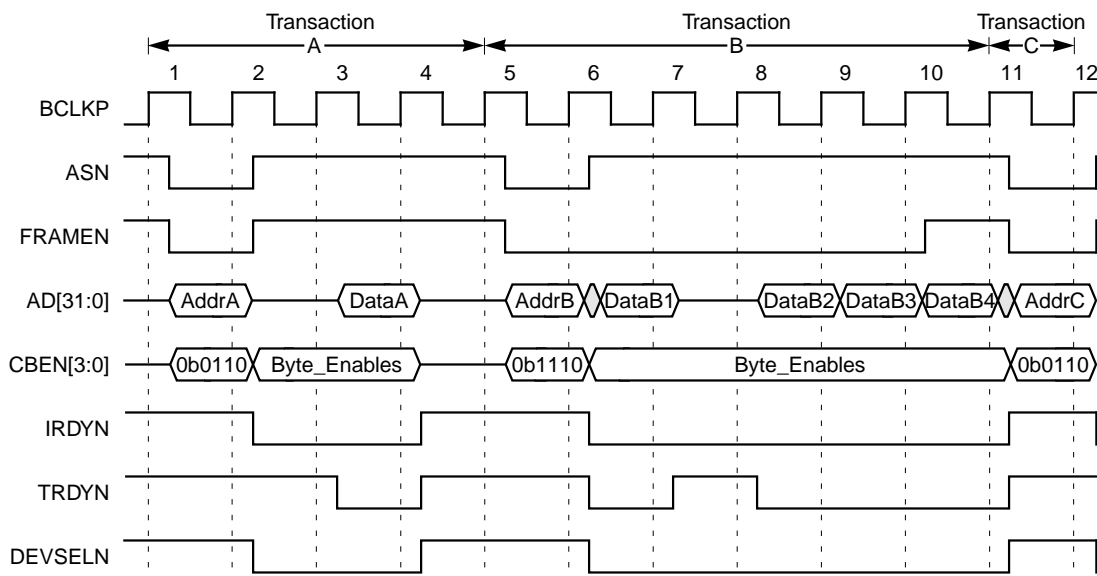 Transaction Transaction Transaction
A B C
1 2 3 4 5 6 7 8 9 10 11 12
BCLKP
ASN
FRAMEN
AD[31:0] AddrA DataA AddrB DataB1 DataB2 DataB3 DataB4 AddrC
CBEN[3:0] 0b0110 Byte_Enables 0b1110 Byte_Enables 0b0110
IRDYN
TRDYN
DEVSELN